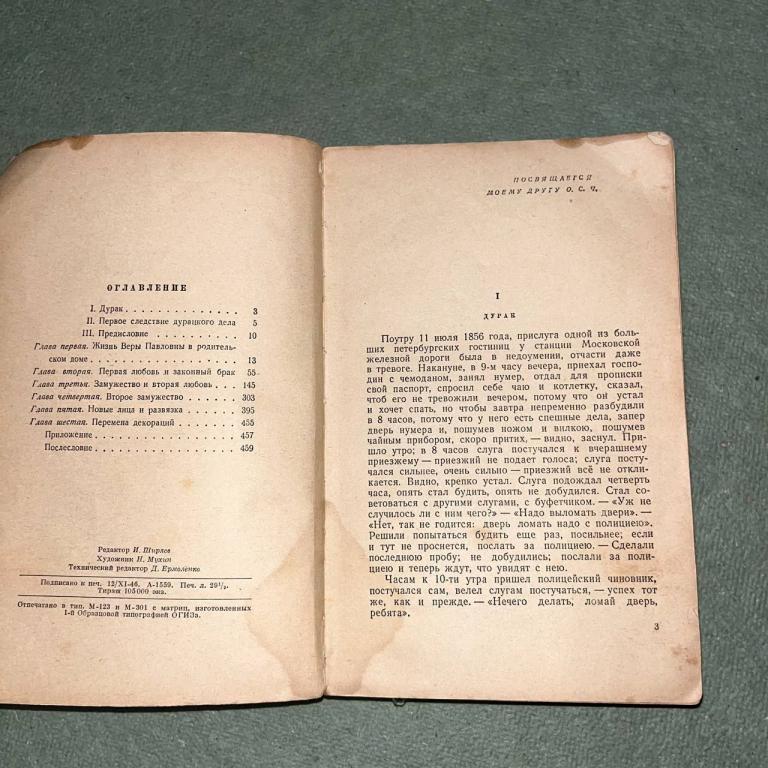 ОГЛАВЛЕНИЕ
I. Дурак . . . . . . . . . . . . . . 3
II. Первое следствие дурацкого дела 5
III. Предисловие . . . . . . . . . . 10
Глава первая. Жизнь Веры Павловны в родитель-
ском доме . . . . . . . . . . . . . . . 13
Глава вторая. Первая любовь и законный брак 55
Глава третья. Замужество и вторая любовь . 145
Глава четвертая. Второе замужество . . . . . 303
Глава пятая. Новые лица и развязка . . . . 395
Глава шестая. Перемена декораций . . . . . 455
Приложение . . . . . . . . . . . . . . 457
Послесловие . . . . . . . . . . . . . . 459
Редактор И. Ширлов
Художник Н. Мухин
Технический редактор Д. Ермоленко
Подписано к печ. 12/XI-46. А-1559. Печ. л. 29¹/₂.
Тираж 105000 экз.
Отпечатано в тип. М-123 и М-301 с матриц, изготовленных
1-й Образцовой типографией ОГИЗа.
ПОСВЯЩАЕТСЯ
МОЕМУ ДРУГУ О. С. Ч.
I
ДУРАК
Поутру 11 июля 1856 года, прислуга одной из боль-
ших петербургских гостиниц у станции Московской
железной дороги была в недоумении, отчасти даже
в тревоге. Накануне, в 9-м часу вечера, приехал госпо-
дин с чемоданом, занял нумер, отдал для прописки
свой паспорт, спросил себе чаю и котлетку, сказал,
чтоб его не тревожили вечером, потому что он устал
и хочет спать, но чтобы завтра непременно разбудили
в 8 часов, потому что у него есть спешные дела, запер
дверь нумера и, пошумев ножом и вилкою, пошумев
чайным прибором, скоро притих, — видно, заснул. При-
шло утро; в 8 часов слуга постучался к вчерашнему
приезжему — приезжий не подает голоса; слуга посту-
чался сильнее, очень сильно — приезжий всё не откли-
кается. Видно, крепко устал. Слуга подождал четверть
часа, опять стал будить, опять не добудился. Стал со-
ветоваться с другими слугами, с буфетчиком. — «Уж не
случилось ли с ним чего?» — «Надо выломать двери». —
«Нет, так не годится: дверь ломать надо с полициею».
Решили попытаться будить еще раз, посильнее; если
и тут не проснется, послать за полициею. — Сделали
последнюю пробу; не добудились; послали за поли-
циею и теперь ждут, что увидят с нею.
Часам к 10-ти утра пришел полицейский чиновник,
постучался сам, велел слугам постучаться, — успех тот
же, как и прежде. — «Нечего делать, ломай дверь,
ребята».
3